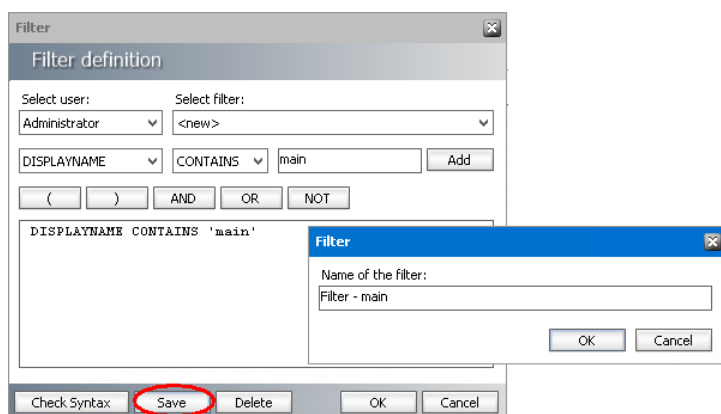 Filter
Filter definition
Select user: Select filter:
Administrator <new>
DISPLAYNAME CONTAINS main Add
( ) AND OR NOT
DISPLAYNAME CONTAINS 'main'
Filter
Name of the filter:
Filter - main
OK Cancel
Check Syntax Save Delete OK Cancel